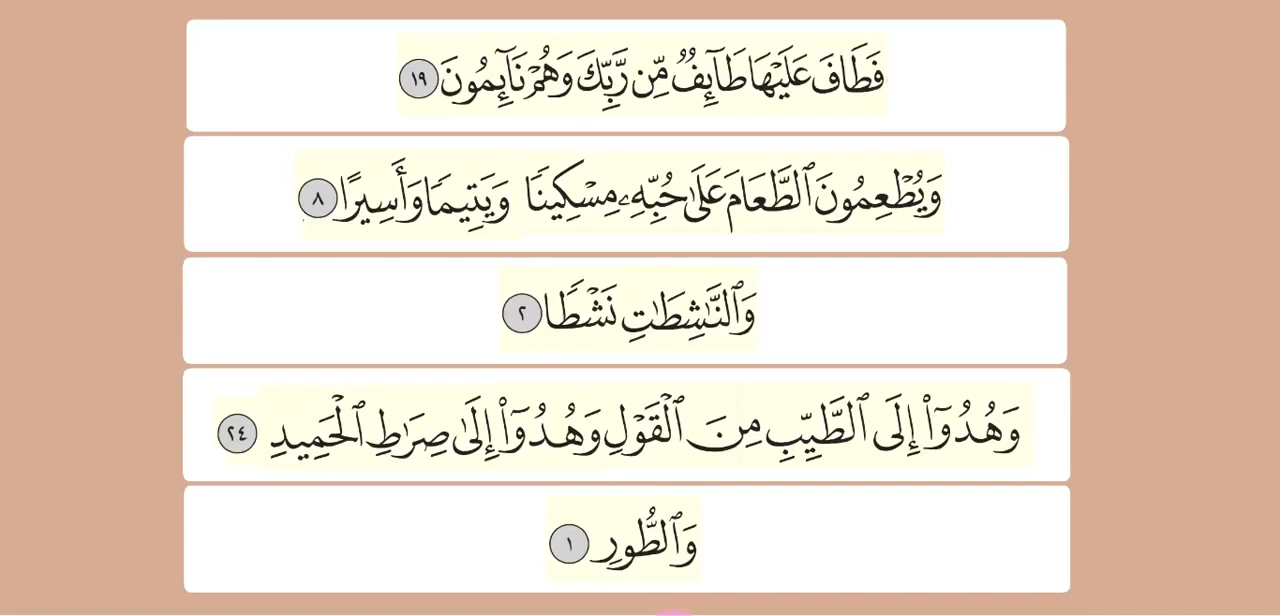 فَطَافَ عَلَيۡهَا طَآئِفٞ مِّن رَّبِّكَ وَهُمۡ نَآئِمُونَ ١٩
وَيُطۡعِمُونَ ٱلطَّعَامَ عَلَىٰ حُبِّهِۦ مِسۡكِينٗا وَيَتِيمٗا وَأَسِيرًا ٨
وَٱلنَّٰشِطَٰتِ نَشۡطٗا ٢
وَهُدُوٓاْ إِلَى ٱلطَّيِّبِ مِنَ ٱلۡقَوۡلِ وَهُدُوٓاْ إِلَىٰ صِرَٰطِ ٱلۡحَمِيدِ ٢٤
وَٱلطُّورِ ١